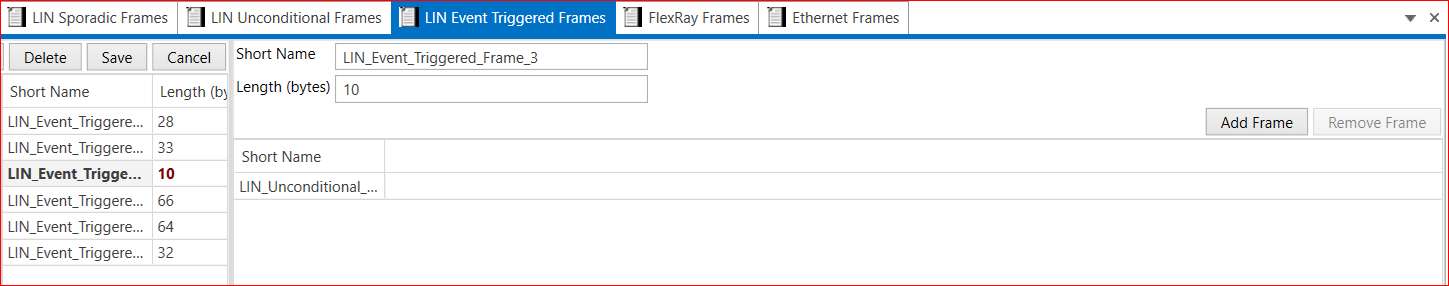 LIN Sporadic Frames LIN Unconditional Frames LIN Event Triggered Frames FlexRay Frames Ethernet Frames
Delete Save Cancel
Short Name Length (by
LIN_Event_Triggere... 28
LIN_Event_Triggere... 33
LIN_Event_Trigge... 10
LIN_Event_Triggere... 66
LIN_Event_Triggere... 64
LIN_Event_Triggere... 32
Short Name LIN_Event_Triggered_Frame_3
Length (bytes) 10
Add Frame Remove Frame
Short Name
LIN_Unconditional_...